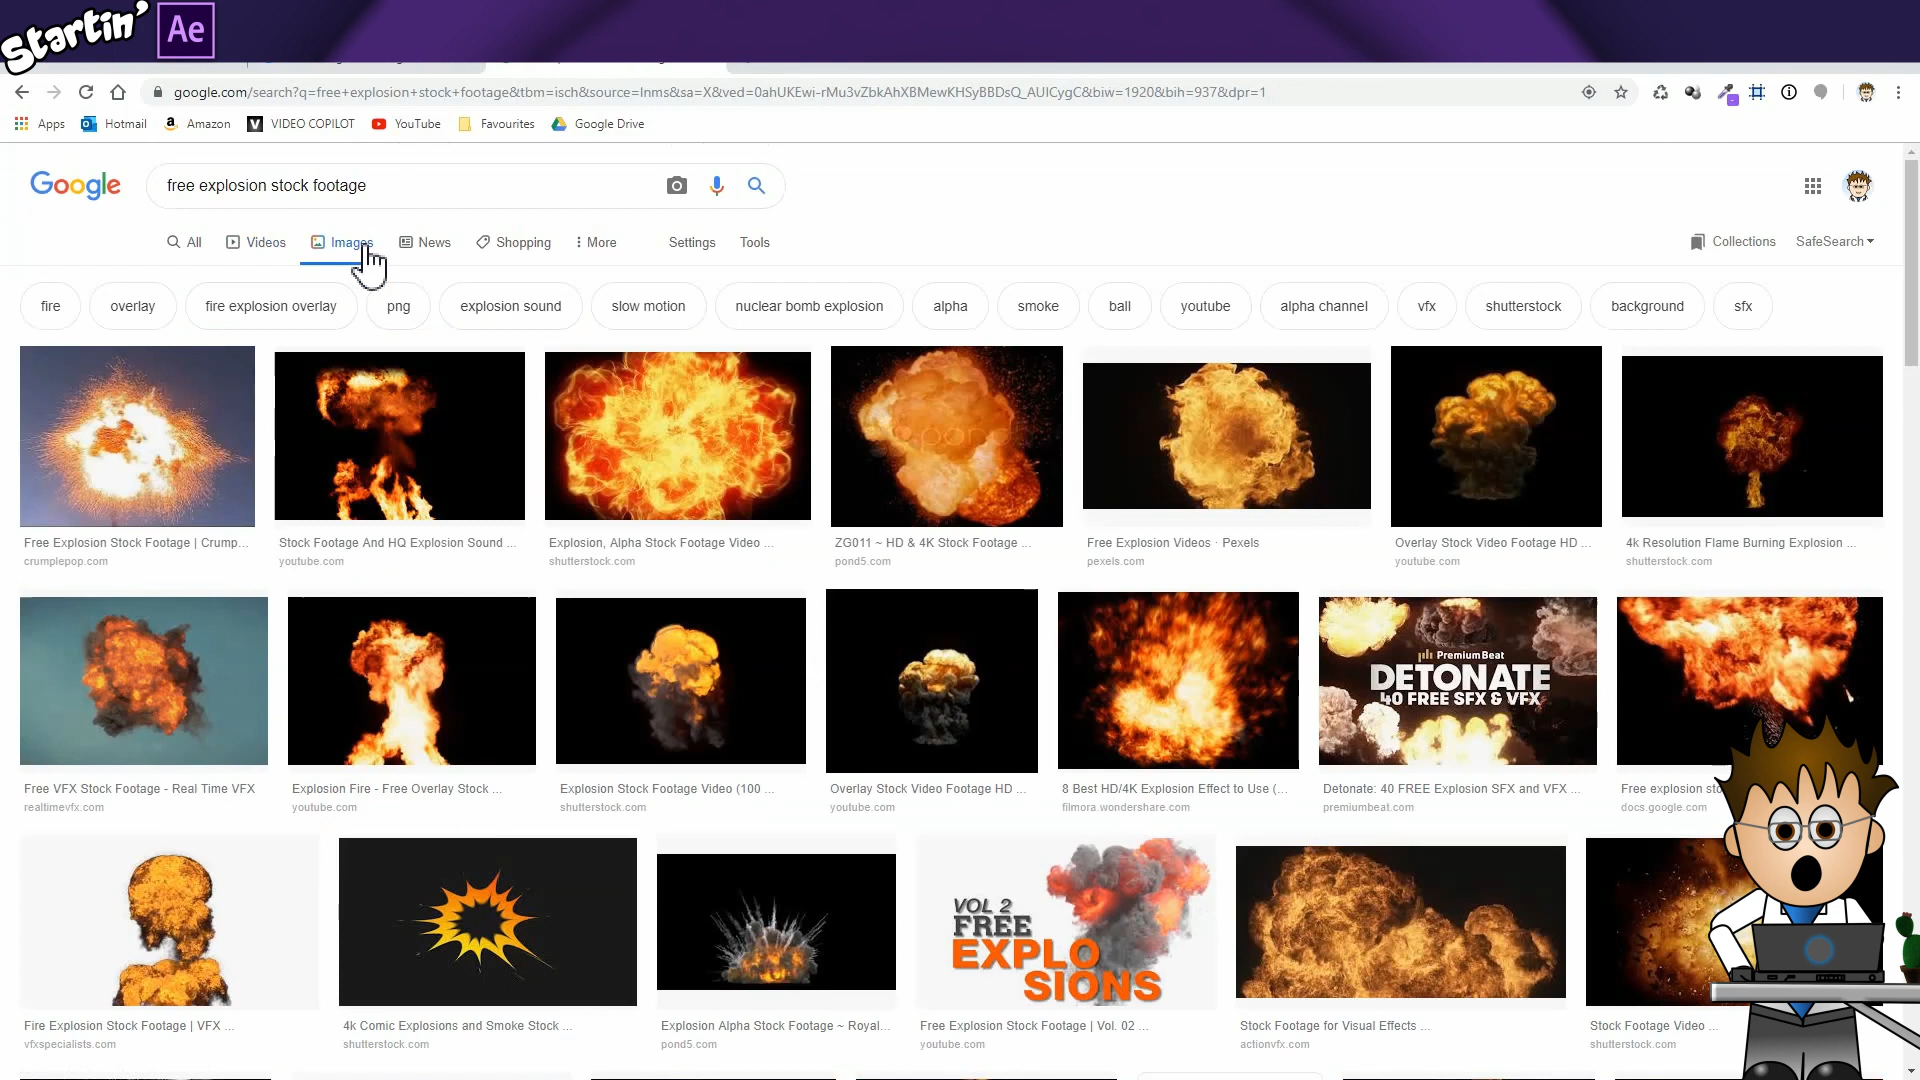 Startin'
Ae
google.com/search?q=free+explosion+stock+footage&tbm=isch&source=lnms&sa=X&ved=0ahUKEwi-rMu3vZbkAhXBMewKHSyBBDsQ_AUICygC&biw=1920&bih=937&dpr=1
Apps Hotmail Amazon VIDEO COPILOT YouTube Favourites Google Drive
Google
free explosion stock footage
All Videos Images News Shopping More Settings Tools
Collections SafeSearch
fire overlay fire explosion overlay png explosion sound slow motion nuclear bomb explosion alpha smoke ball youtube alpha channel vfx shutterstock background sfx
Free Explosion Stock Footage | Crump...
crumplepop.com
Stock Footage And HQ Explosion Sound ...
youtube.com
Explosion, Alpha Stock Footage Video ...
shutterstock.com
ZG011 ~ HD & 4K Stock Footage ...
pond5.com
Free Explosion Videos · Pexels
pexels.com
Overlay Stock Video Footage HD ...
youtube.com
4k Resolution Flame Burning Explosion ...
shutterstock.com
PremiumBeat
DETONATE
40 FREE SFX & VFX
Free VFX Stock Footage - Real Time VFX
realtimevfx.com
Explosion Fire - Free Overlay Stock ...
youtube.com
Explosion Stock Footage Video (100 ...
shutterstock.com
Overlay Stock Video Footage HD ...
youtube.com
8 Best HD/4K Explosion Effect to Use (...
filmora.wondershare.com
Detonate: 40 FREE Explosion SFX and VFX ...
premiumbeat.com
Free explosion sto
docs.google.com
VOL 2
FREE
EXPLO
SIONS
Fire Explosion Stock Footage | VFX ...
vfxspecialists.com
4k Comic Explosions and Smoke Stock ...
shutterstock.com
Explosion Alpha Stock Footage ~ Royal...
pond5.com
Free Explosion Stock Footage | Vol. 02 ...
youtube.com
Stock Footage for Visual Effects ...
actionvfx.com
Stock Footage Video ...
shutterstock.com